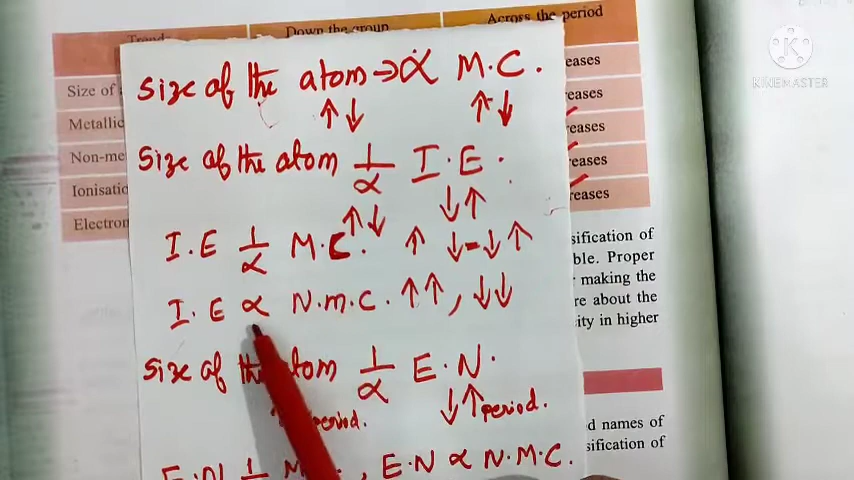 Down the group
Across the period
Size of
eases
Metallic
reases
Non-me
reases
Ionisatio
reases
Electron
reases
Size of the atom → α M.C.
↑↓ ↑↓
Size of the atom 1/α I.E.
↑↓ ↓↑
I.E 1/α M.C. ↑ ↓-↓ ↑
I.E α N.M.C. ↑↑, ↓↓
Size of the atom 1/α E.N.
period. ↓↑ period.
E.N 1/α M , E.N α N.M.C.
sification of
ble. Proper
making the
re about the
ity in higher
d names of
sification of
KINEMASTER